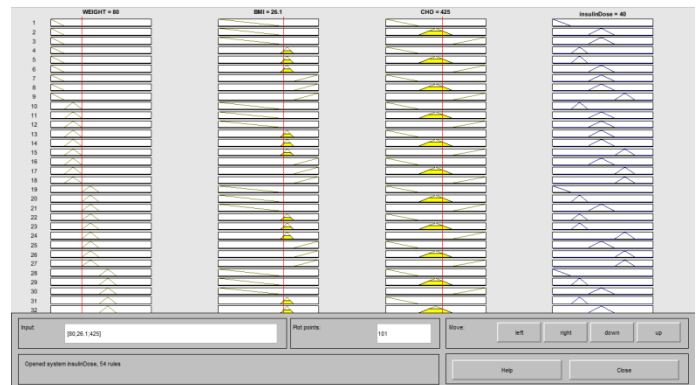 WEIGHT = 80
BMI = 26.1
CHO = 425
insulinDose = 40
1
2
3
4
5
6
7
8
9
10
11
12
13
14
15
16
17
18
19
20
21
22
23
24
25
26
27
28
29
30
31
32
Input:
[80;26.1;425]
Plot points:
101
Move:
left
right
down
up
Opened system insulinDose, 54 rules
Help
Close